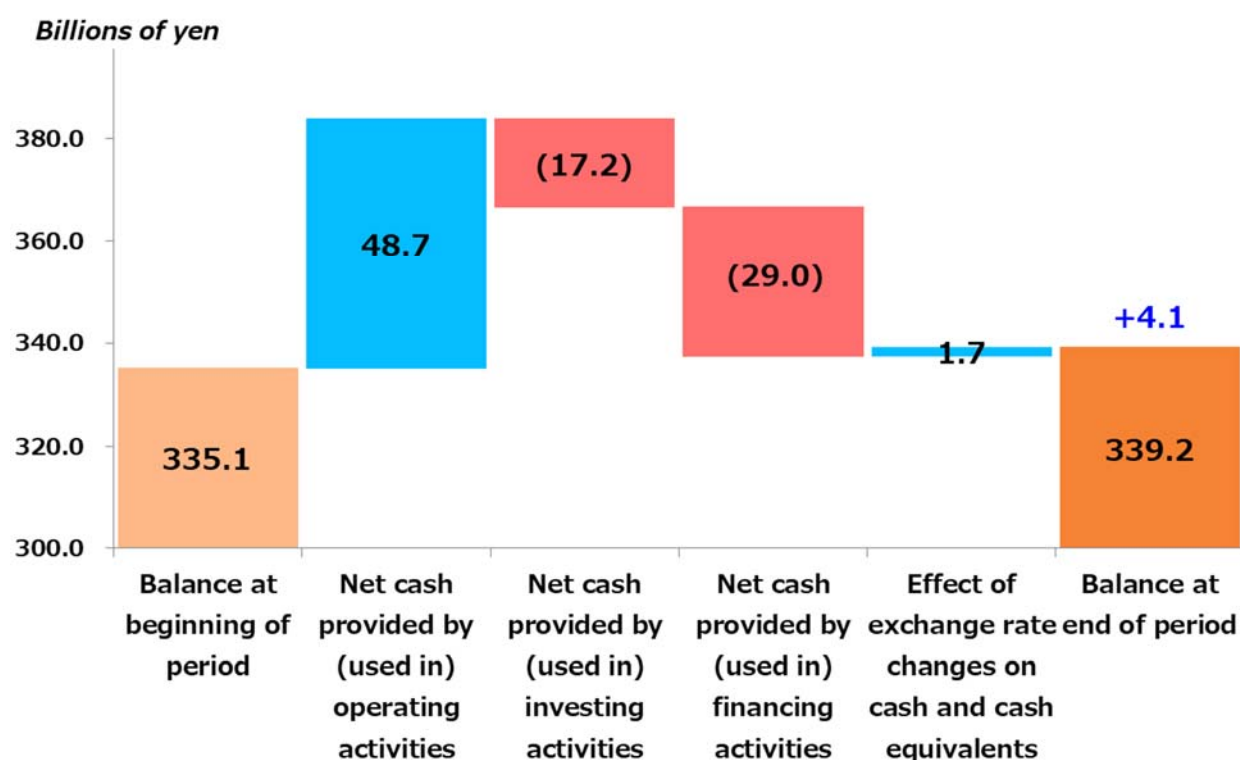 Billions of yen
380.0
360.0
340.0
320.0
300.0
335.1
48.7
(17.2)
(29.0)
1.7
+4.1
339.2
Balance at
beginning of
period
Net cash
provided by
(used in)
operating
activities
Net cash
provided by
(used in)
investing
activities
Net cash
provided by
(used in)
financing
activities
Effect of
exchange rate
changes on
cash and cash
equivalents
Balance at
end of period